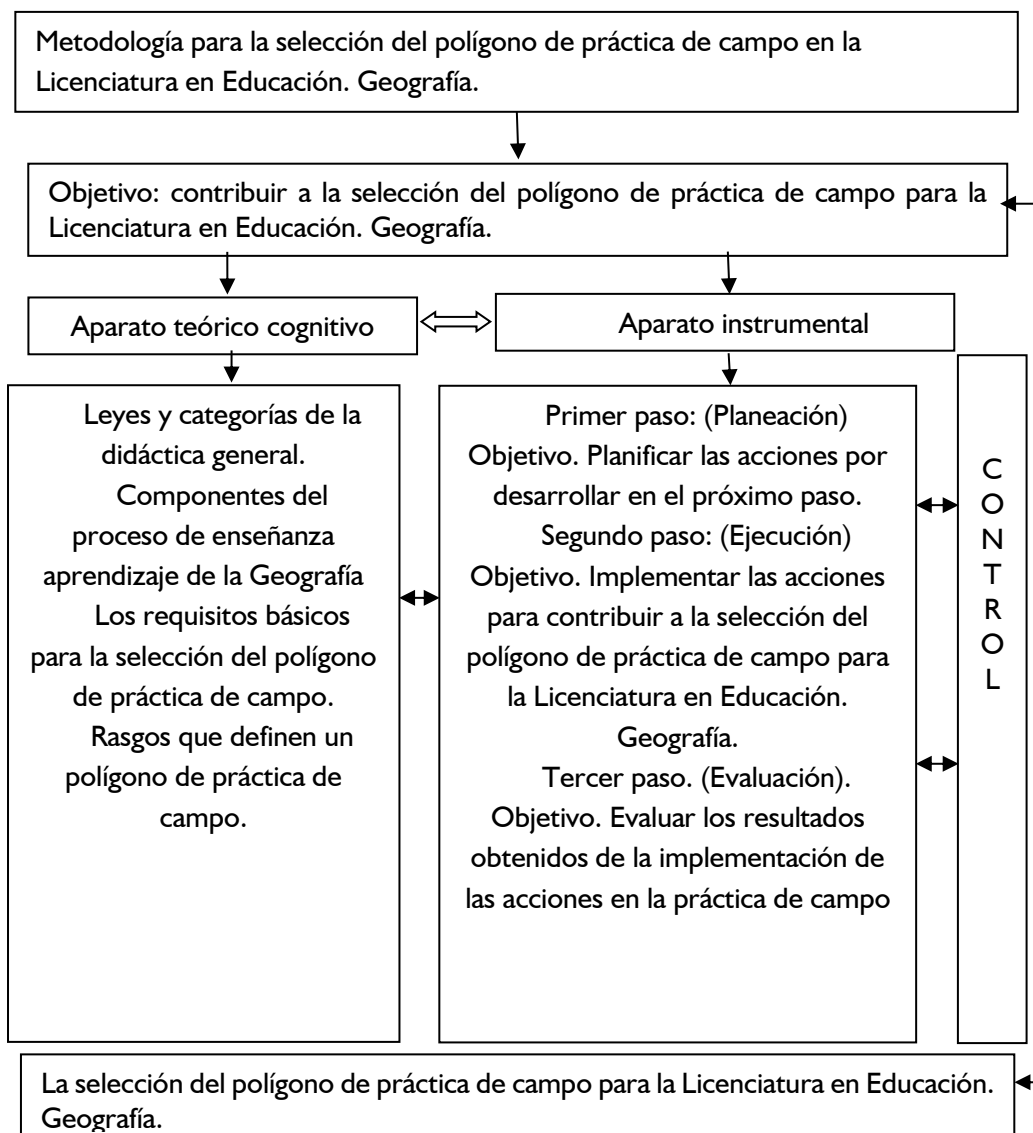 Metodología para la selección del polígono de práctica de campo en la
Licenciatura en Educación. Geografía.
Objetivo: contribuir a la selección del polígono de práctica de campo para la
Licenciatura en Educación. Geografía.
Aparato teórico cognitivo
Aparato instrumental
Leyes y categorías de la
didáctica general.
Componentes del
proceso de enseñanza
aprendizaje de la Geografía
Los requisitos básicos
para la selección del polígono
de práctica de campo.
Rasgos que definen un
polígono de práctica de
campo.
Primer paso: (Planeación)
Objetivo. Planificar las acciones por
desarrollar en el próximo paso.
Segundo paso: (Ejecución)
Objetivo. Implementar las acciones
para contribuir a la selección del
polígono de práctica de campo para
la Licenciatura en Educación.
Geografía.
Tercer paso. (Evaluación).
Objetivo. Evaluar los resultados
obtenidos de la implementación de
las acciones en la práctica de campo
C
O
N
T
R
O
L
La selección del polígono de práctica de campo para la Licenciatura en Educación.
Geografía.